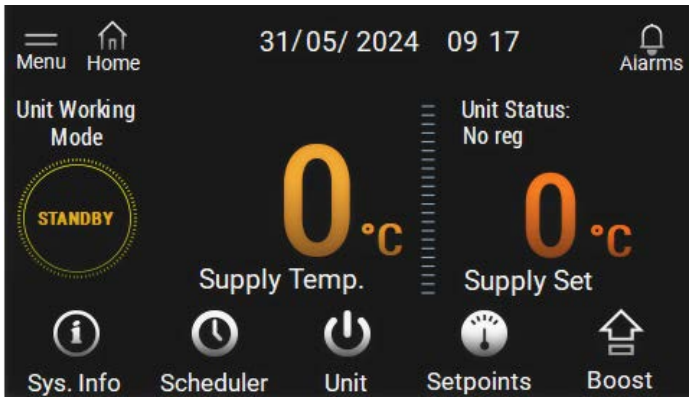 Menu Home 31/05/2024 09 17 Alarms
Unit Working
Mode
STANDBY
0 °C
Supply Temp.
Unit Status:
No reg
0 °C
Supply Set
Sys. Info Scheduler Unit Setpoints Boost